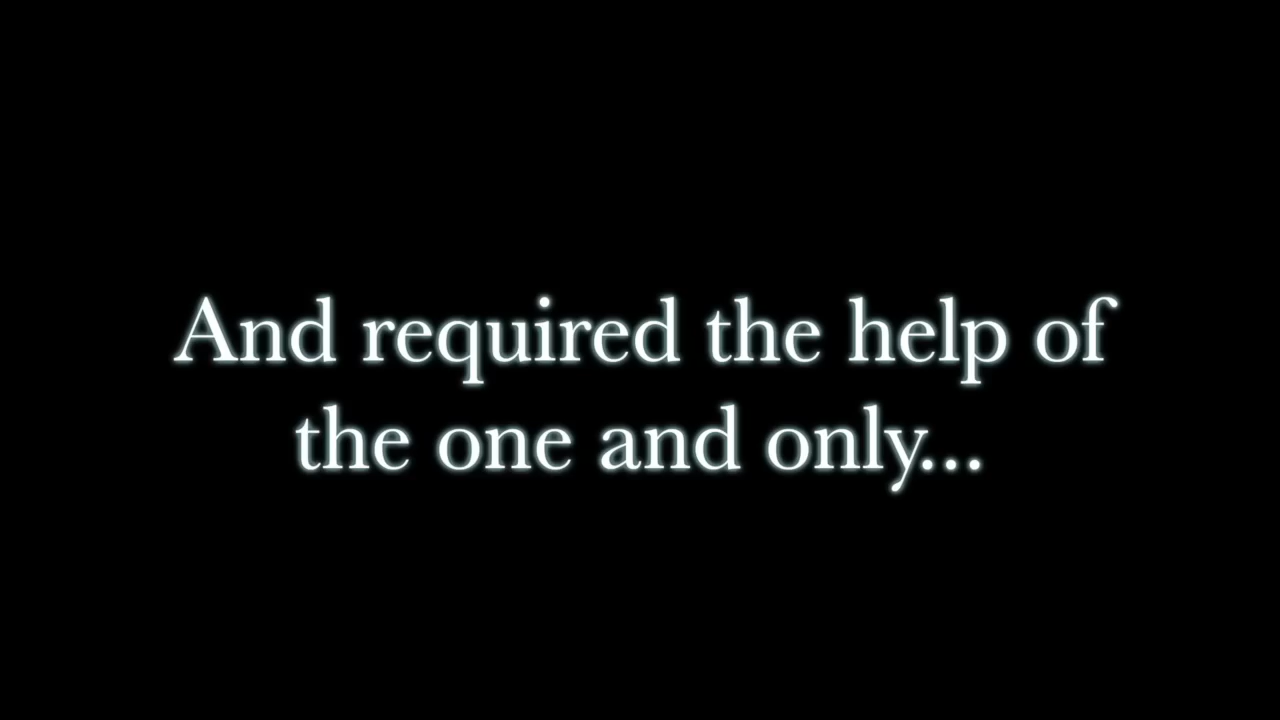 And required the help of
the one and only...